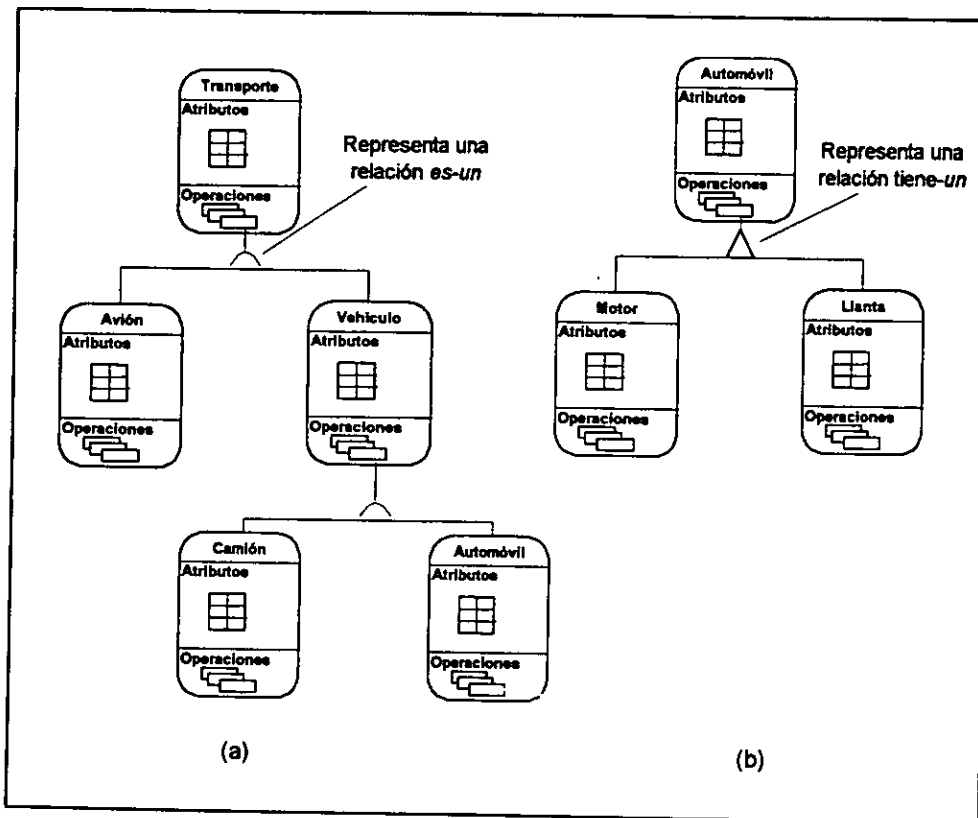 Transporte
Atributos
Operaciones
Representa una
relación es-un
Avión
Atributos
Operaciones
Vehiculo
Atributos
Operaciones
Camión
Atributos
Operaciones
Automóvil
Atributos
Operaciones
(a)
Automóvil
Atributos
Operaciones
Representa una
relación tiene-un
Motor
Atributos
Operaciones
Llanta
Atributos
Operaciones
(b)